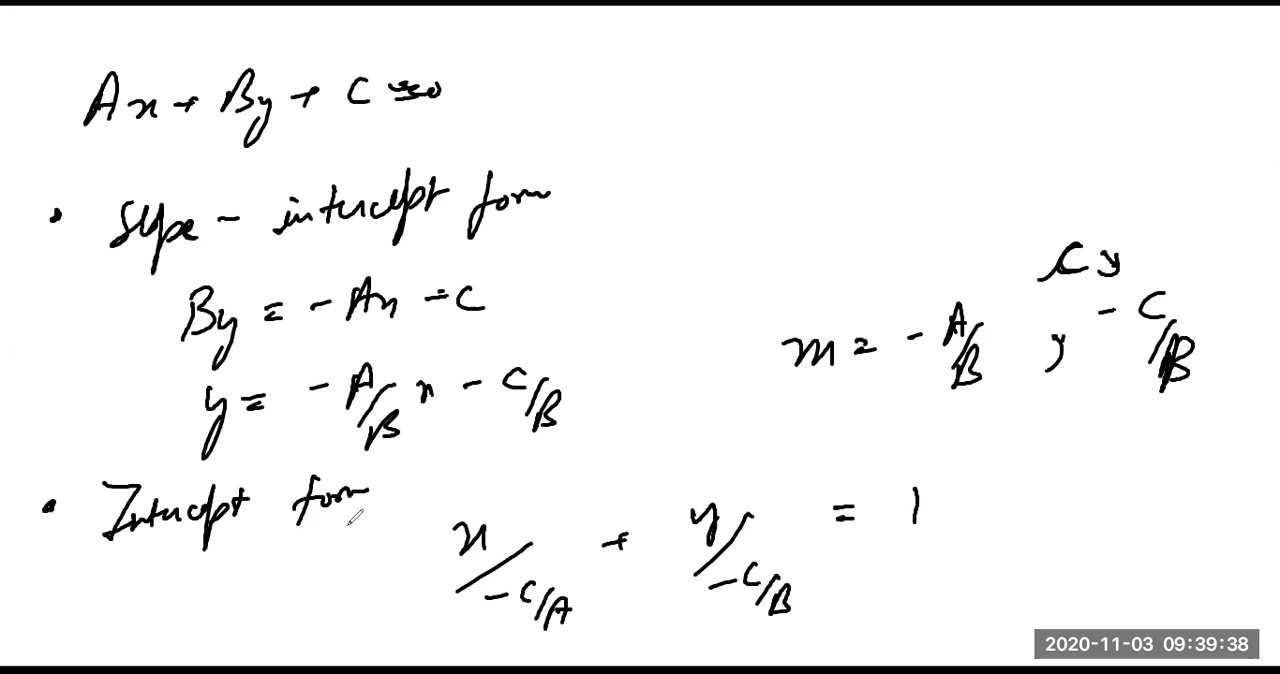 Ax + By + C = 0
• Slope - intercept form
By = - Ax - C
y = - A/B x - C/B
m = - A/B y - C/B
• Intercept form
x/-C/A + y/-C/B = 1
2020-11-03 09:39:38